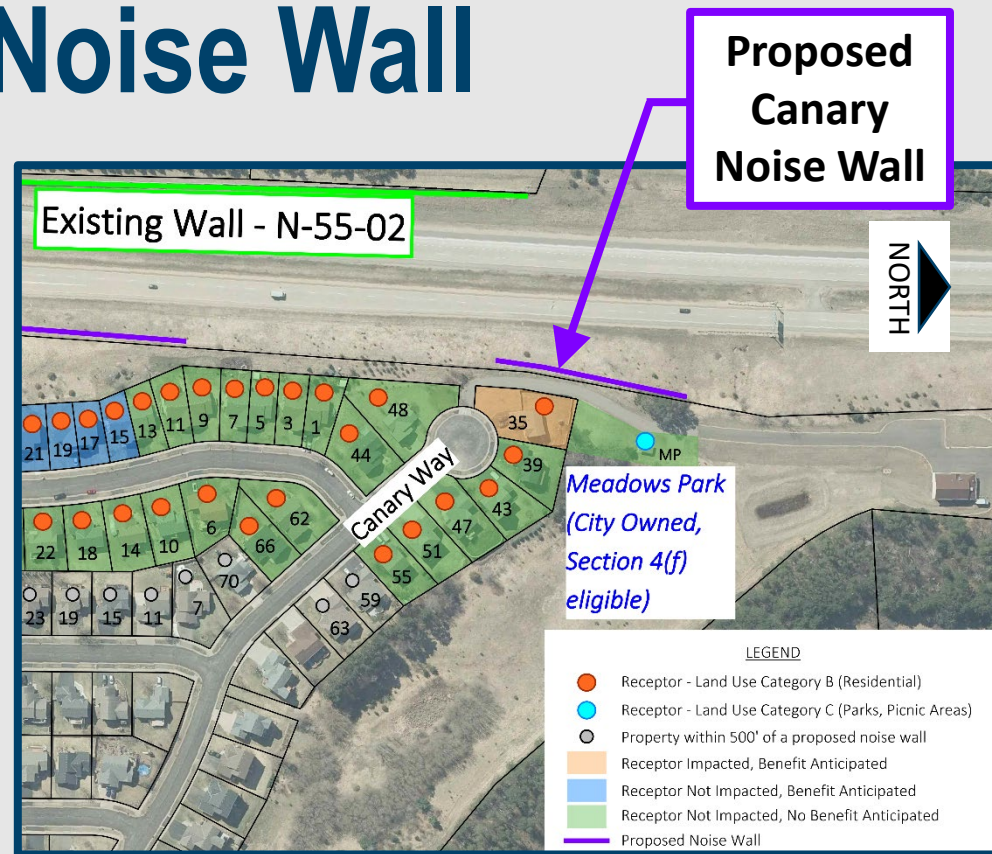 Noise Wall
Proposed
Canary
Noise Wall
Existing Wall - N-55-02
NORTH
21
19
17
15
13
11
9
7
5
3
1
48
44
35
39
MP
Canary Way
43
47
51
55
59
63
62
66
6
10
14
18
22
70
7
11
15
19
23
Meadows Park
(City Owned,
Section 4(f)
eligible)
LEGEND
Receptor - Land Use Category B (Residential)
Receptor - Land Use Category C (Parks, Picnic Areas)
Property within 500' of a proposed noise wall
Receptor Impacted, Benefit Anticipated
Receptor Not Impacted, Benefit Anticipated
Receptor Not Impacted, No Benefit Anticipated
Proposed Noise Wall